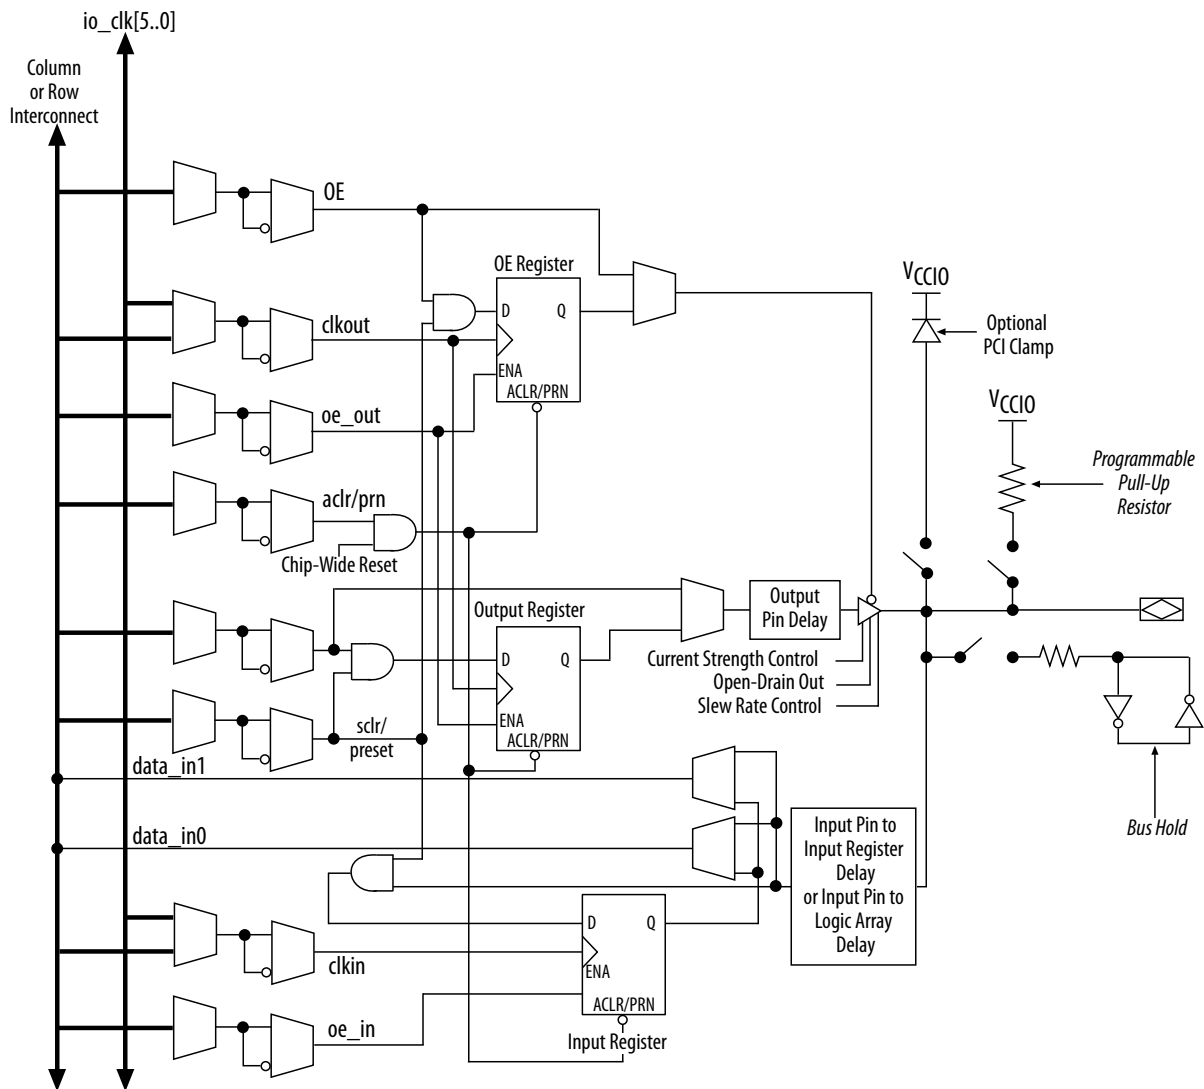 io_clk[5..0]
Column
or Row
Interconnect
OE
OE Register
D
Q
ENA
ACLR/PRN
clkout
oe_out
aclr/prn
Chip-Wide Reset
VCCIO
Optional
PCI Clamp
VCCIO
Programmable
Pull-Up
Resistor
Output Register
D
Q
ENA
ACLR/PRN
Output
Pin Delay
Current Strength Control
Open-Drain Out
Slew Rate Control
sclr/
preset
data_in1
data_in0
Bus Hold
Input Pin to
Input Register
Delay
or Input Pin to
Logic Array
Delay
D
Q
ENA
ACLR/PRN
Input Register
clkin
oe_in